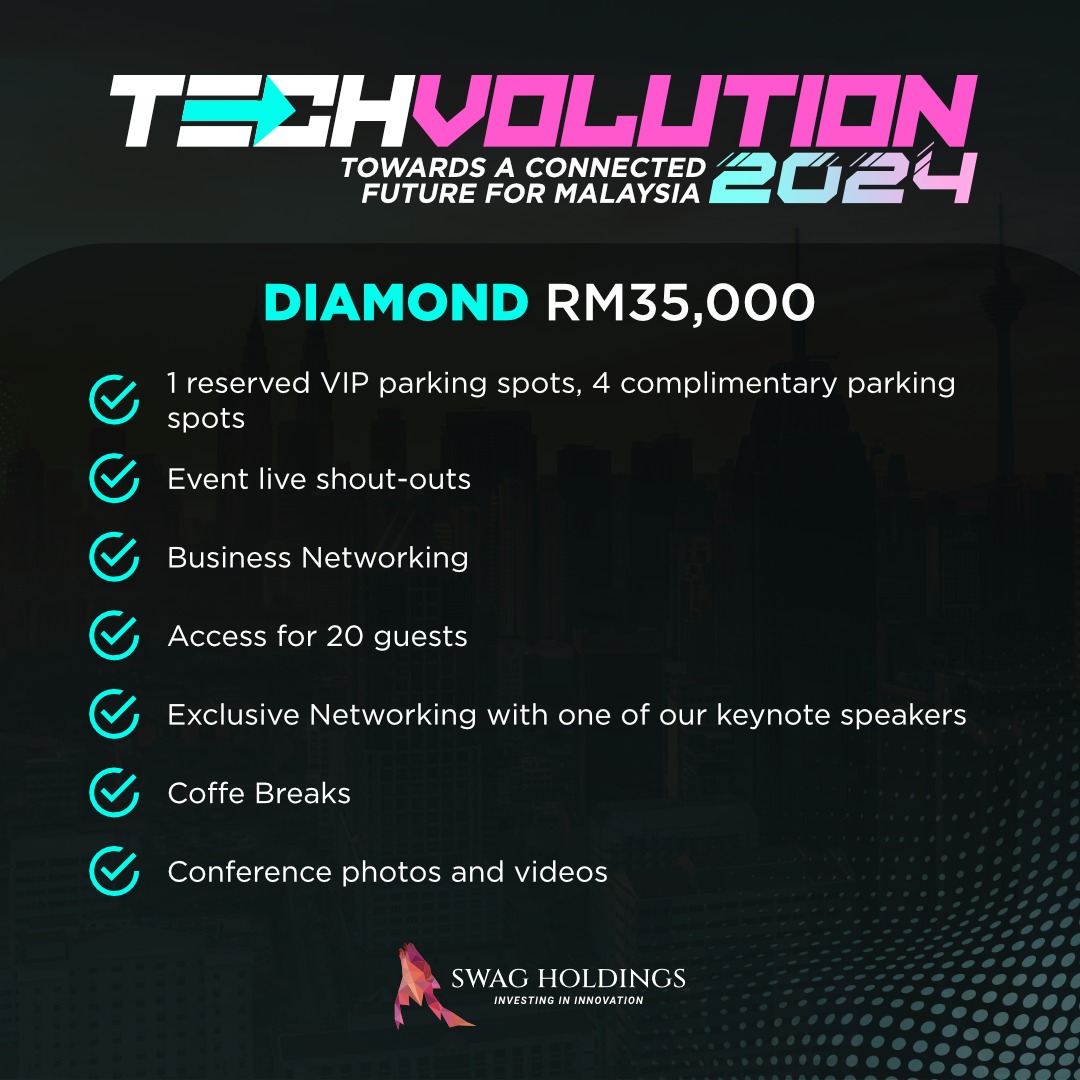 TECHVOLUTION
TOWARDS A CONNECTED
FUTURE FOR MALAYSIA 2024
DIAMOND RM35,000
1 reserved VIP parking spots, 4 complimentary parking
spots
Event live shout-outs
Business Networking
Access for 20 guests
Exclusive Networking with one of our keynote speakers
Coffe Breaks
Conference photos and videos
SWAG HOLDINGS
INVESTING IN INNOVATION